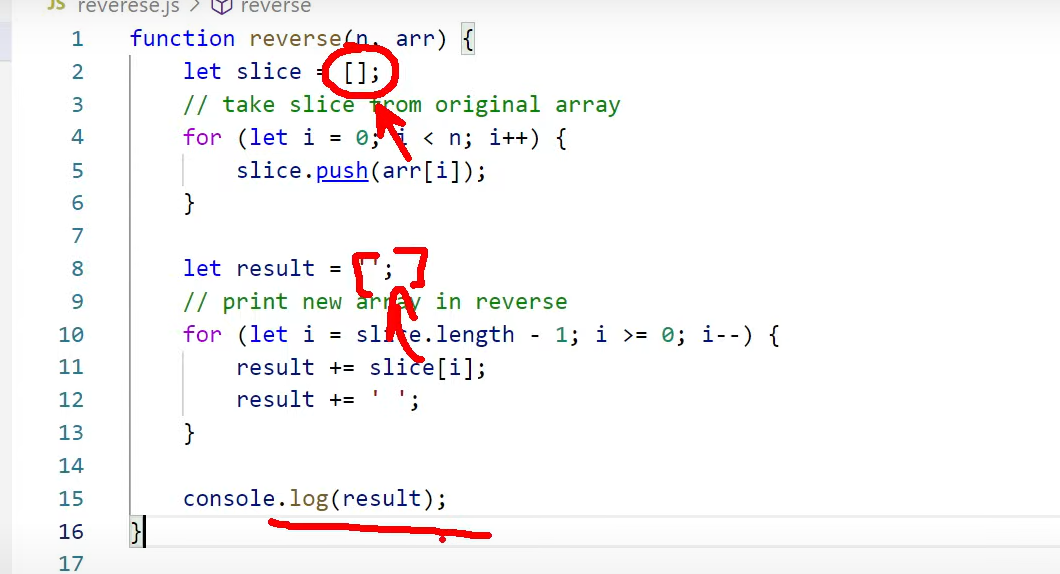 JS reverese.js > reverse
1 function reverse(n, arr) {
2 let slice = [];
3 // take slice from original array
4 for (let i = 0; i < n; i++) {
5 slice.push(arr[i]);
6 }
7
8 let result = '';
9 // print new array in reverse
10 for (let i = slice.length - 1; i >= 0; i--) {
11 result += slice[i];
12 result += ' ';
13 }
14
15 console.log(result);
16 }
17